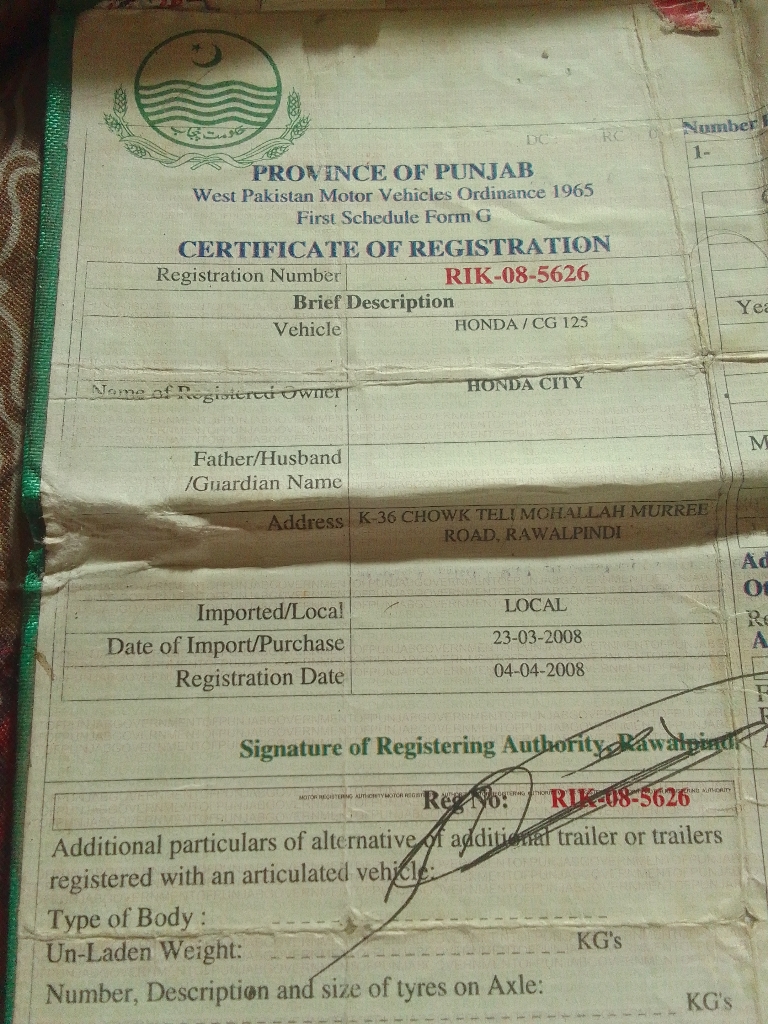 حکومت پنجاب
DC RC 0
Number
1-
PROVINCE OF PUNJAB
West Pakistan Motor Vehicles Ordinance 1965
First Schedule Form G
CERTIFICATE OF REGISTRATION
Registration Number RIK-08-5626
Brief Description
Vehicle HONDA / CG 125
Name of Registered Owner HONDA CITY
Father/Husband
/Guardian Name
Address K-36 CHOWK TELI MOHALLAH MURREE
ROAD, RAWALPINDI
Imported/Local LOCAL
Date of Import/Purchase 23-03-2008
Registration Date 04-04-2008
Signature of Registering Authority, Rawalpindi
Reg No: RIK-08-5626
Additional particulars of alternative of additional trailer or trailers
registered with an articulated vehicle:
Type of Body :
Un-Laden Weight: KG's
Number, Description and size of tyres on Axle:
KG's